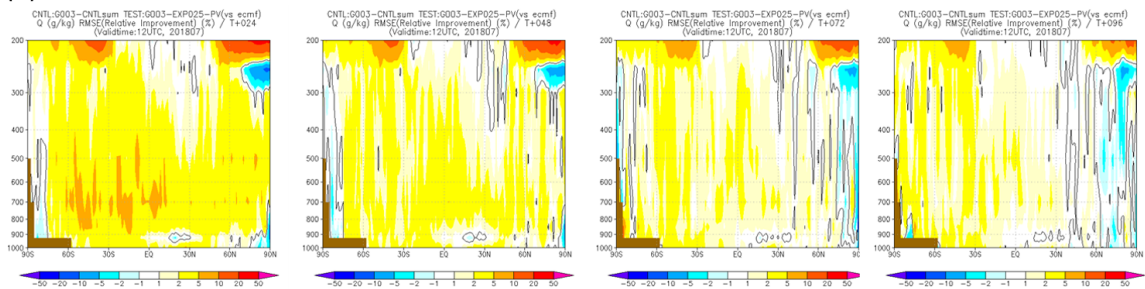 CNTL:G003-CNTLsum TEST:G003-EXP025-PV(vs ecmf)
Q (g/kg) RMSE(Relative Improvement) (%) / T+024
(Validtime:12UTC, 201807)
200
300
400
500
600
700
800
900
1000
90S 60S 30S EQ 30N 60N 90N
-50 -20 -10 -5 -2 -1 1 2 5 10 20 50
CNTL:G003-CNTLsum TEST:G003-EXP025-PV(vs ecmf)
Q (g/kg) RMSE(Relative Improvement) (%) / T+048
(Validtime:12UTC, 201807)
200
300
400
500
600
700
800
900
1000
90S 60S 30S EQ 30N 60N 90N
-50 -20 -10 -5 -2 -1 1 2 5 10 20 50
CNTL:G003-CNTLsum TEST:G003-EXP025-PV(vs ecmf)
Q (g/kg) RMSE(Relative Improvement) (%) / T+072
(Validtime:12UTC, 201807)
200
300
400
500
600
700
800
900
1000
90S 60S 30S EQ 30N 60N
-50 -20 -10 -5 -2 -1 1 2 5 10 20 50
CNTL:G003-CNTLsum TEST:G003-EXP025-PV(vs ecmf)
Q (g/kg) RMSE(Relative Improvement) (%) / T+096
(Validtime:12UTC, 201807)
200
300
400
500
600
700
800
900
1000
90S 60S 30S EQ 30N 60N 90N
-50 -20 -10 -5 -2 -1 1 2 5 10 20 50